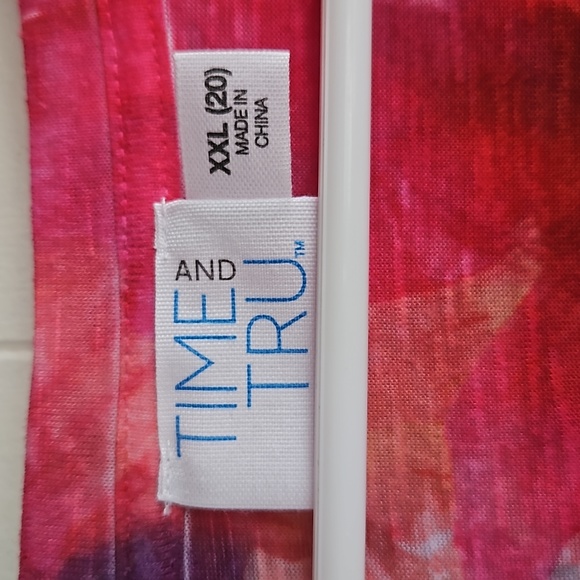 XXL (20)
MADE IN
CHINA
TIME AND
TRU™